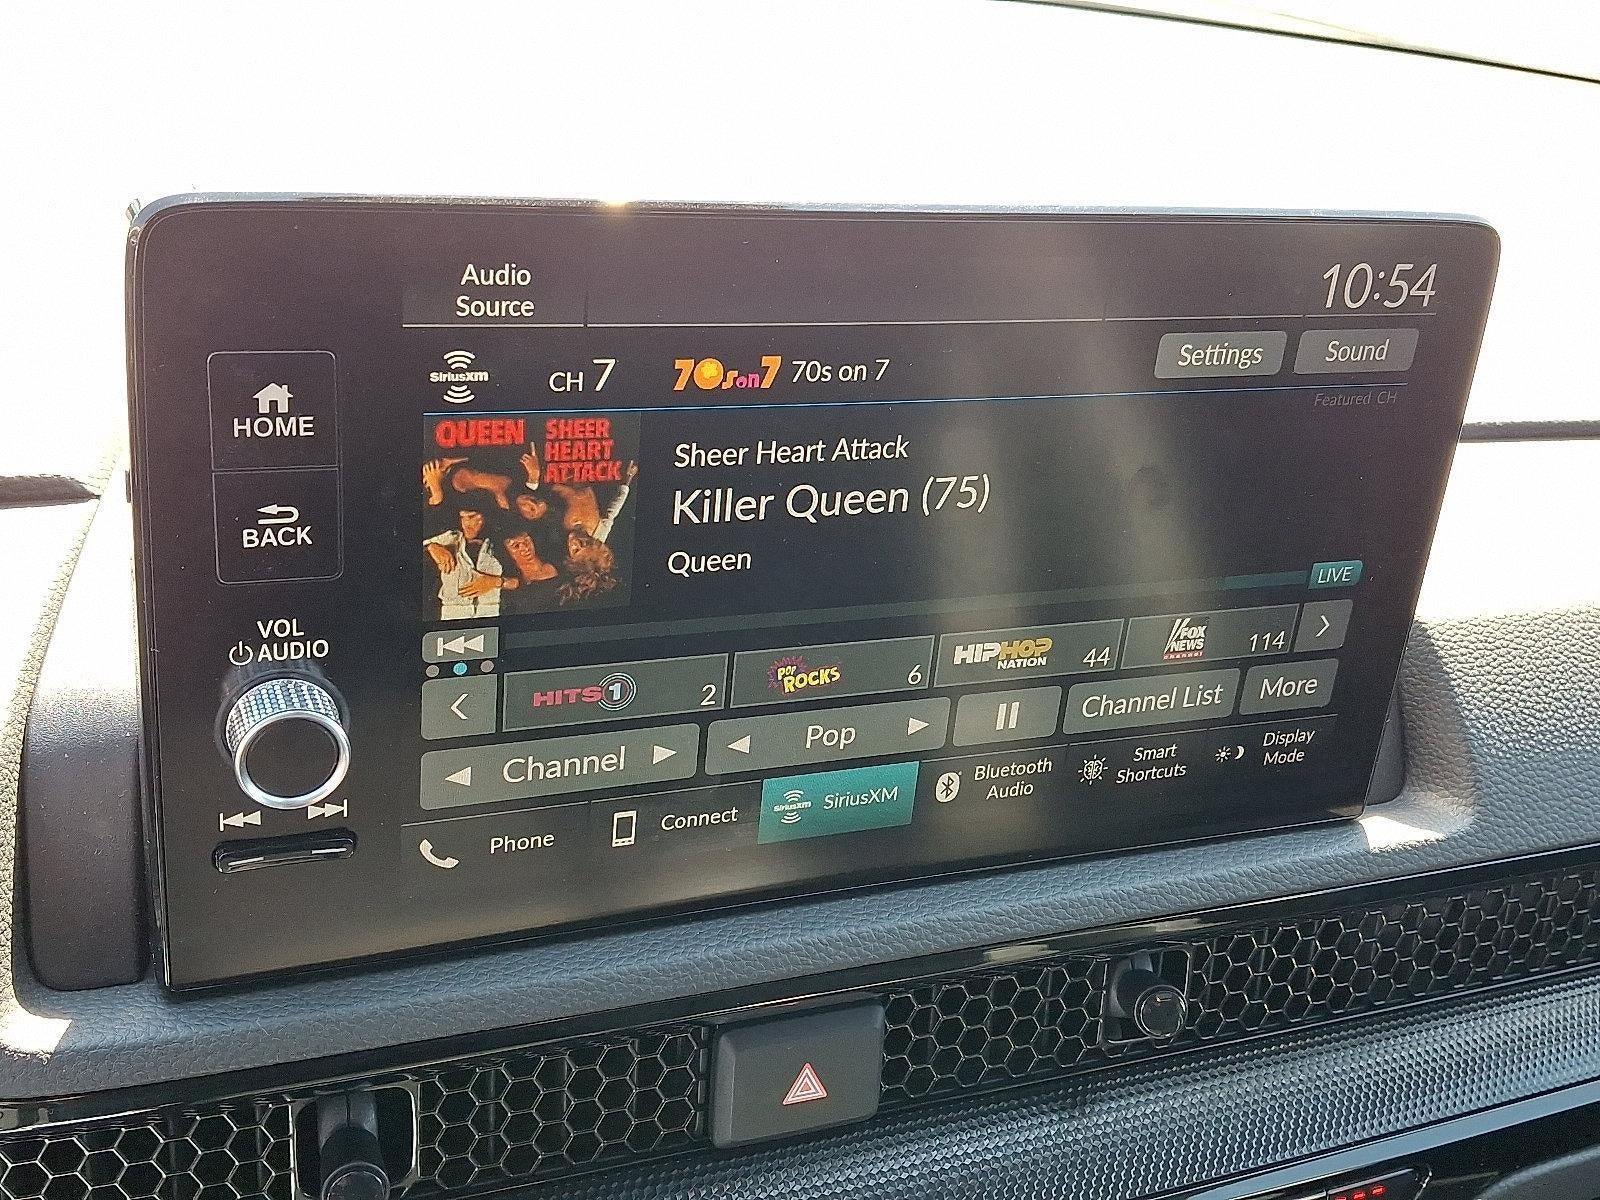 Audio
Source
10:54
HOME
BACK
VOL
AUDIO
SiriusXM
CH 7
70s on 7
70s on 7
Settings
Sound
Featured CH
QUEEN
SHEER
HEART
ATTACK
Sheer Heart Attack
Killer Queen (75)
Queen
LIVE
HITS 1
2
POP
ROCKS
6
HIPHOP
NATION
44
FOX
NEWS
channel
114
Channel
Pop
Channel List
More
Phone
Connect
SiriusXM
SiriusXM
Bluetooth
Audio
Smart
Shortcuts
Display
Mode